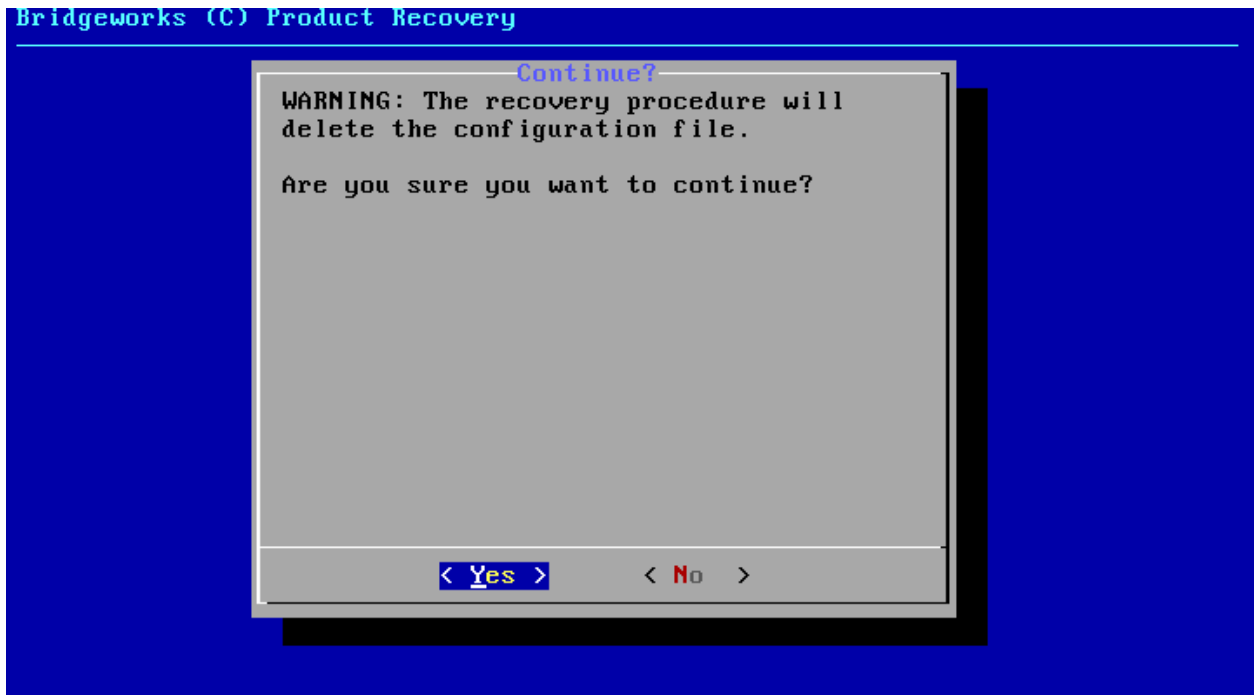 Bridgeworks (C) Product Recovery
Continue?
WARNING: The recovery procedure will
delete the configuration file.
Are you sure you want to continue?
< Yes > < No >